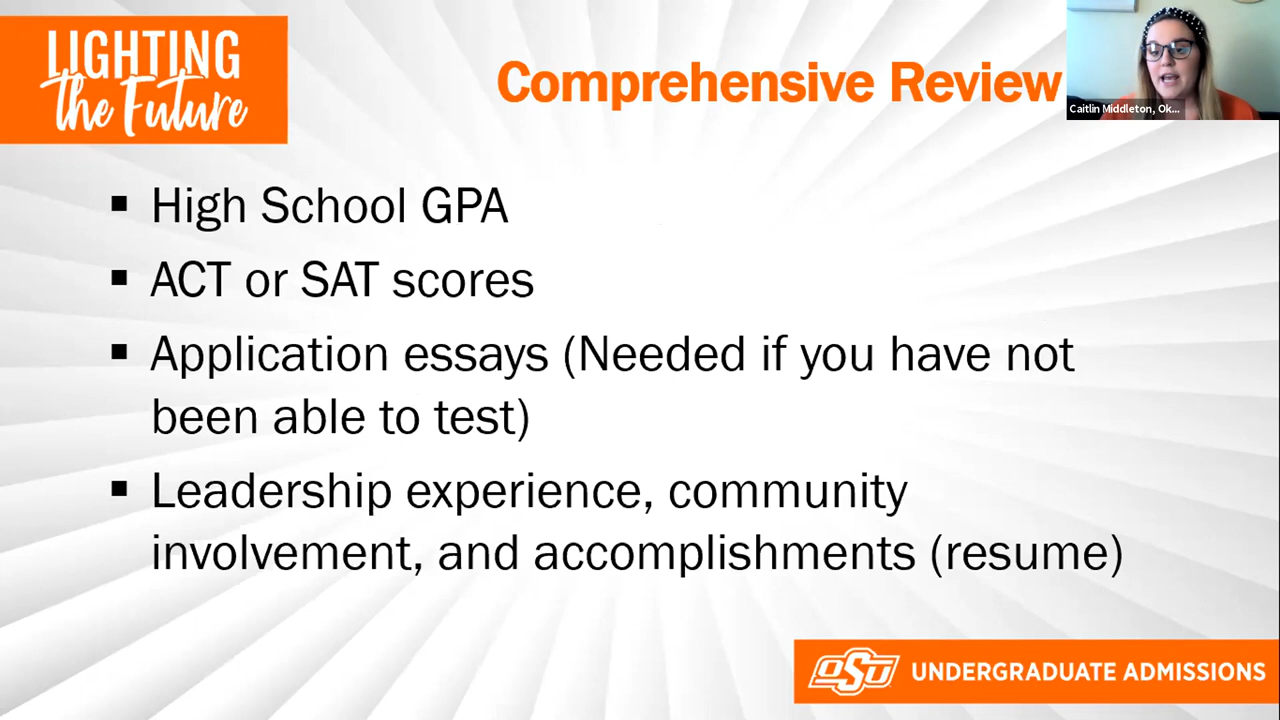 LIGHTING
the Future
Comprehensive Review
Caitlin Middleton, Ok...
▪ High School GPA
▪ ACT or SAT scores
▪ Application essays (Needed if you have not
been able to test)
▪ Leadership experience, community
involvement, and accomplishments (resume)
OSU UNDERGRADUATE ADMISSIONS